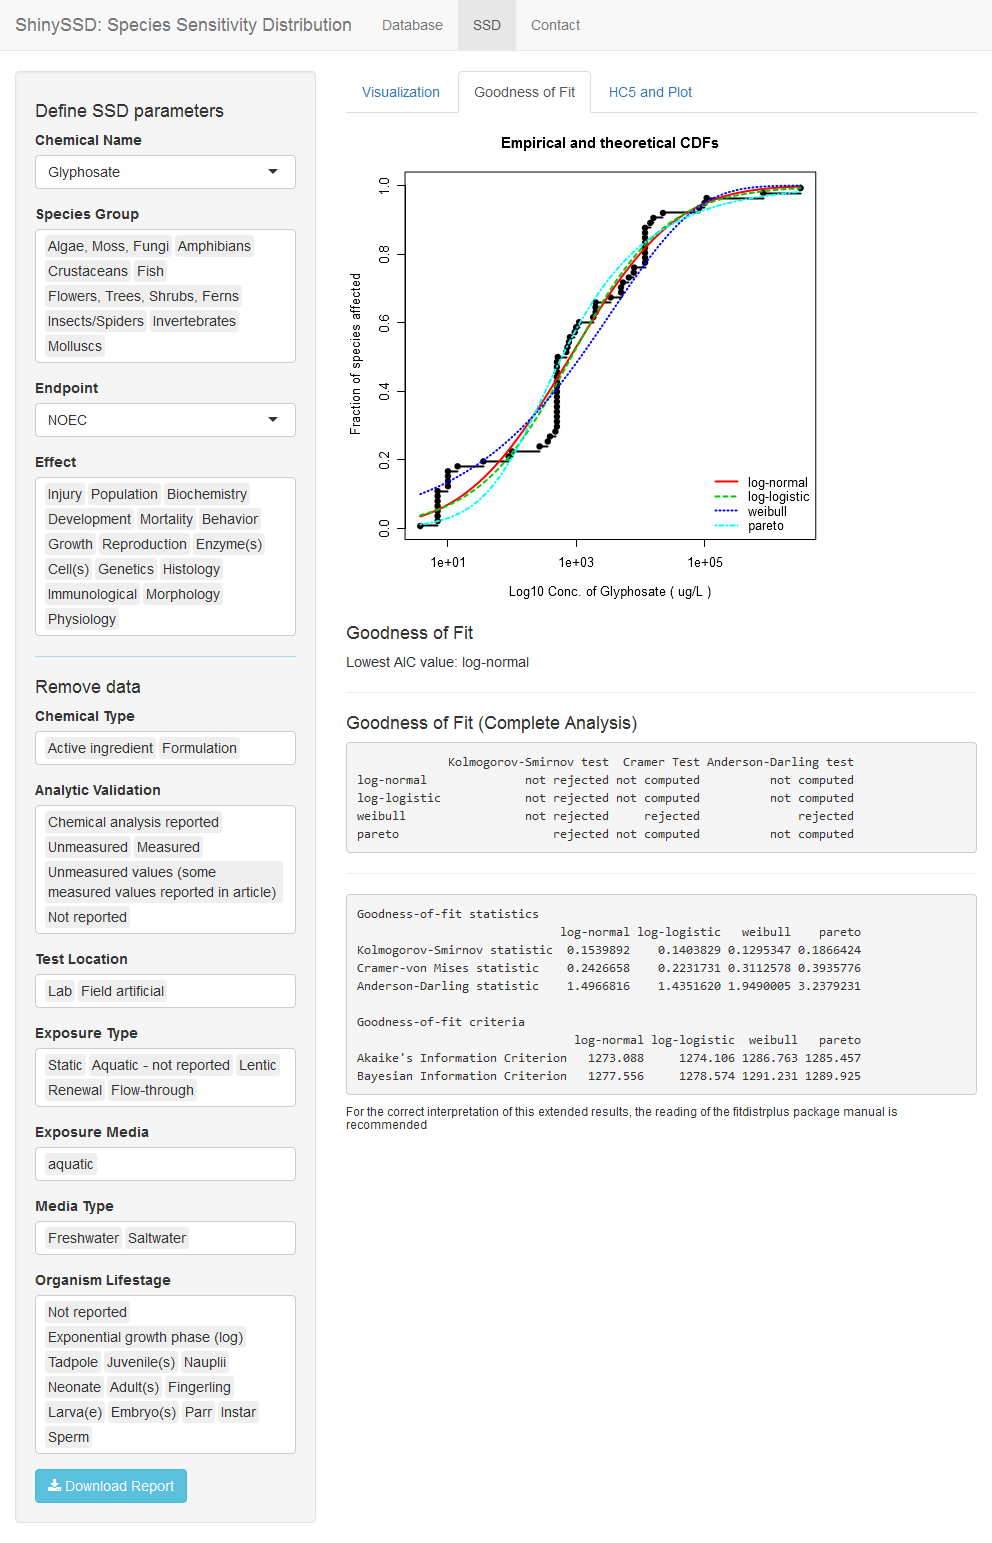 ShinySSD: Species Sensitivity Distribution Database SSD Contact
Define SSD parameters
Chemical Name
Glyphosate
Species Group
Algae, Moss, Fungi Amphibians
Crustaceans Fish
Flowers, Trees, Shrubs, Ferns
Insects/Spiders Invertebrates
Molluscs
Endpoint
NOEC
Effect
Injury Population Biochemistry
Development Mortality Behavior
Growth Reproduction Enzyme(s)
Cell(s) Genetics Histology
Immunological Morphology
Physiology
Remove data
Chemical Type
Active ingredient Formulation
Analytic Validation
Chemical analysis reported
Unmeasured Measured
Unmeasured values (some
measured values reported in article)
Not reported
Test Location
Lab Field artificial
Exposure Type
Static Aquatic - not reported Lentic
Renewal Flow-through
Exposure Media
aquatic
Media Type
Freshwater Saltwater
Organism Lifestage
Not reported
Exponential growth phase (log)
Tadpole Juvenile(s) Nauplii
Neonate Adult(s) Fingerling
Larva(e) Embryo(s) Parr Instar
Sperm
Download Report
Visualization Goodness of Fit HC5 and Plot
Empirical and theoretical CDFs
Fraction of species affected
1.0
0.8
0.6
0.4
0.2
0.0
log-normal
log-logistic
weibull
pareto
1e+01 1e+03 1e+05
Log10 Conc. of Glyphosate ( ug/L )
Goodness of Fit
Lowest AIC value: log-normal
Goodness of Fit (Complete Analysis)
Kolmogorov-Smirnov test Cramer Test Anderson-Darling test
log-normal not rejected not computed not computed
log-logistic not rejected not computed not computed
weibull not rejected rejected rejected
pareto rejected not computed not computed
Goodness-of-fit statistics
log-normal log-logistic weibull pareto
Kolmogorov-Smirnov statistic 0.1539892 0.1403829 0.1295347 0.1866424
Cramer-von Mises statistic 0.2426658 0.2231731 0.3112578 0.3935776
Anderson-Darling statistic 1.4966816 1.4351620 1.9490005 3.2379231
Goodness-of-fit criteria
log-normal log-logistic weibull pareto
Akaike's Information Criterion 1273.088 1274.106 1286.763 1285.457
Bayesian Information Criterion 1277.556 1278.574 1291.231 1289.925
For the correct interpretation of this extended results, the reading of the fitdistrplus package manual is
recommended